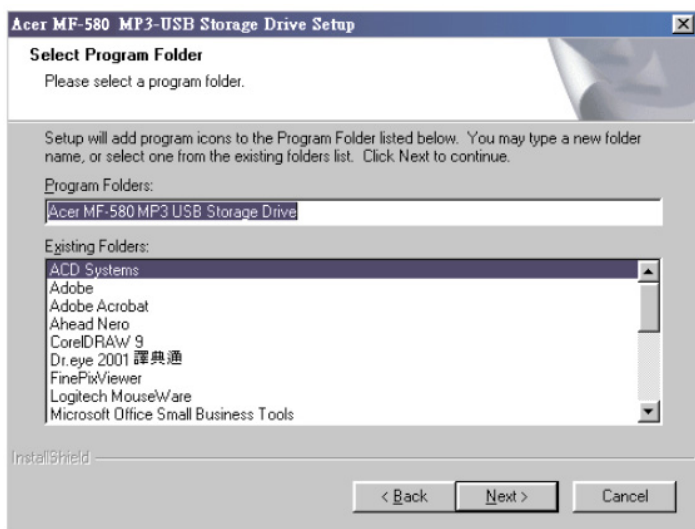 Acer MF-580 MP3-USB Storage Drive Setup
Select Program Folder
Please select a program folder.
Setup will add program icons to the Program Folder listed below. You may type a new folder
name, or select one from the existing folders list. Click Next to continue.
Program Folders:
Acer MF-580 MP3 USB Storage Drive
Existing Folders:
ACD Systems
Adobe
Adobe Acrobat
Ahead Nero
CorelDRAW 9
Dr.eye 2001 譯典通
FinePixViewer
Logitech MouseWare
Microsoft Office Small Business Tools
InstallShield
< Back Next > Cancel